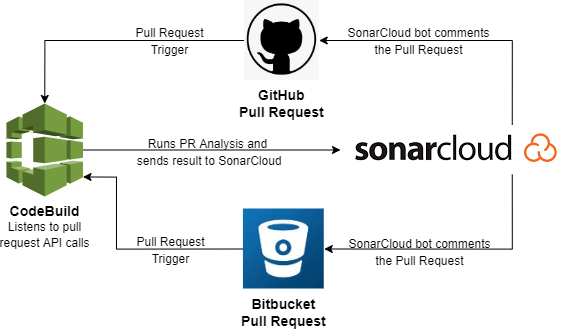 Pull Request
Trigger
SonarCloud bot comments
the Pull Request
GitHub
Pull Request
Runs PR Analysis and
sends result to SonarCloud
sonarcloud
CodeBuild
Listens to pull
request API calls
Pull Request
Trigger
SonarCloud bot comments
the Pull Request
Bitbucket
Pull Request